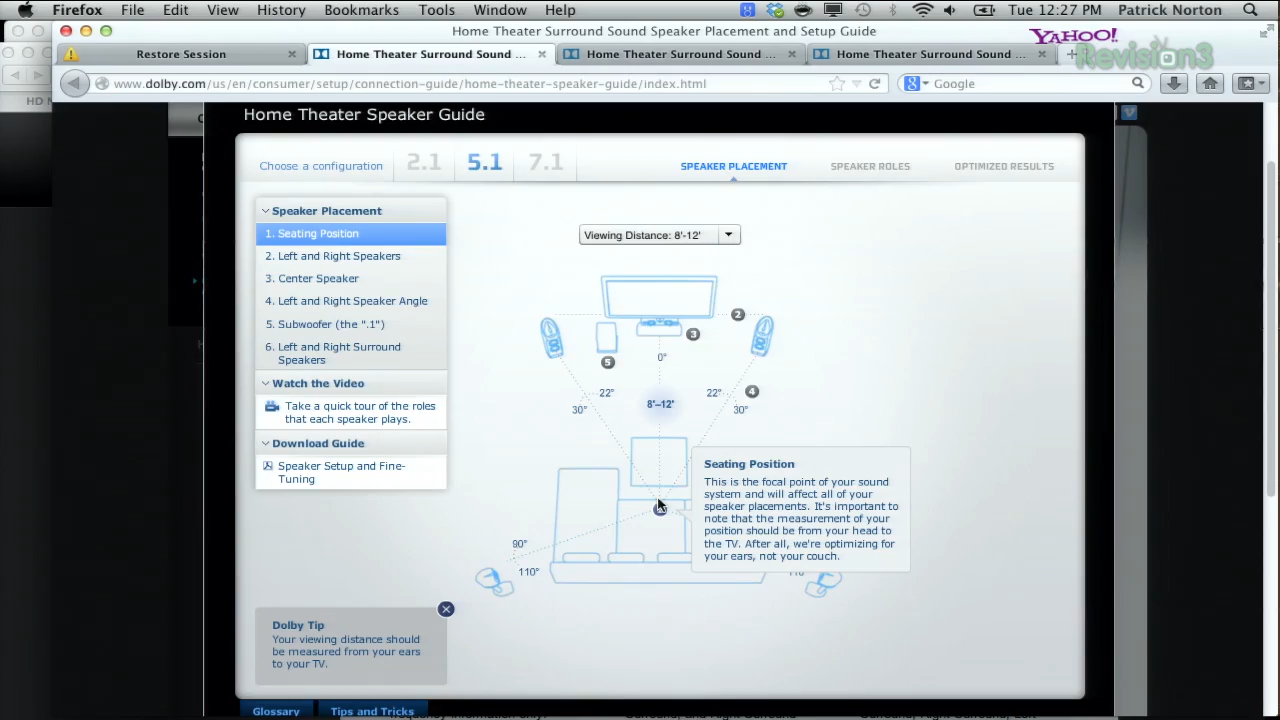 Firefox File Edit View History Bookmarks Tools Window Help Tue 12:27 PM Patrick Norton
Home Theater Surround Sound Speaker Placement and Setup Guide
YAHOO!
Revision3
Restore Session
Home Theater Surround Sound ...
Home Theater Surround Sound ...
Home Theater Surround Sound ...
www.dolby.com/us/en/consumer/setup/connection-guide/home-theater-speaker-guide/index.html
Google
HD
Home Theater Speaker Guide
Choose a configuration 2.1 5.1 7.1
SPEAKER PLACEMENT SPEAKER ROLES OPTIMIZED RESULTS
Speaker Placement
1. Seating Position
2. Left and Right Speakers
3. Center Speaker
4. Left and Right Speaker Angle
5. Subwoofer (the ".1")
6. Left and Right Surround
Speakers
Watch the Video
Take a quick tour of the roles
that each speaker plays.
Download Guide
Speaker Setup and Fine-
Tuning
Viewing Distance: 8'-12'
2
3
5
0°
22° 22° 4
30° 8'–12' 30°
Seating Position
This is the focal point of your sound
system and will affect all of your
speaker placements. It's important to
note that the measurement of your
position should be from your head to
the TV. After all, we're optimizing for
your ears, not your couch.
90°
110° 110°
Dolby Tip
Your viewing distance should
be measured from your ears
to your TV.
Glossary Tips and Tricks